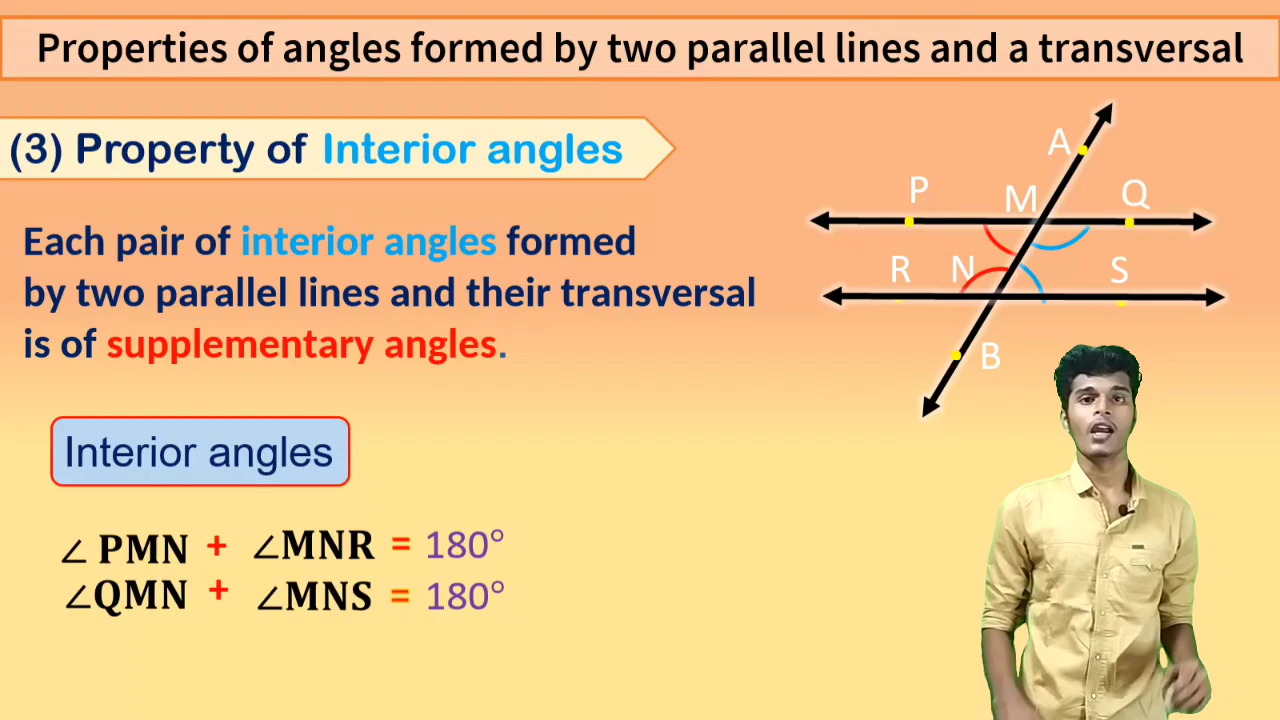 Properties of angles formed by two parallel lines and a transversal
(3) Property of Interior angles
Each pair of interior angles formed
by two parallel lines and their transversal
is of supplementary angles.
A
P
M
Q
R
N
S
B
Interior angles
∠ PMN + ∠MNR = 180°
∠QMN + ∠MNS = 180°